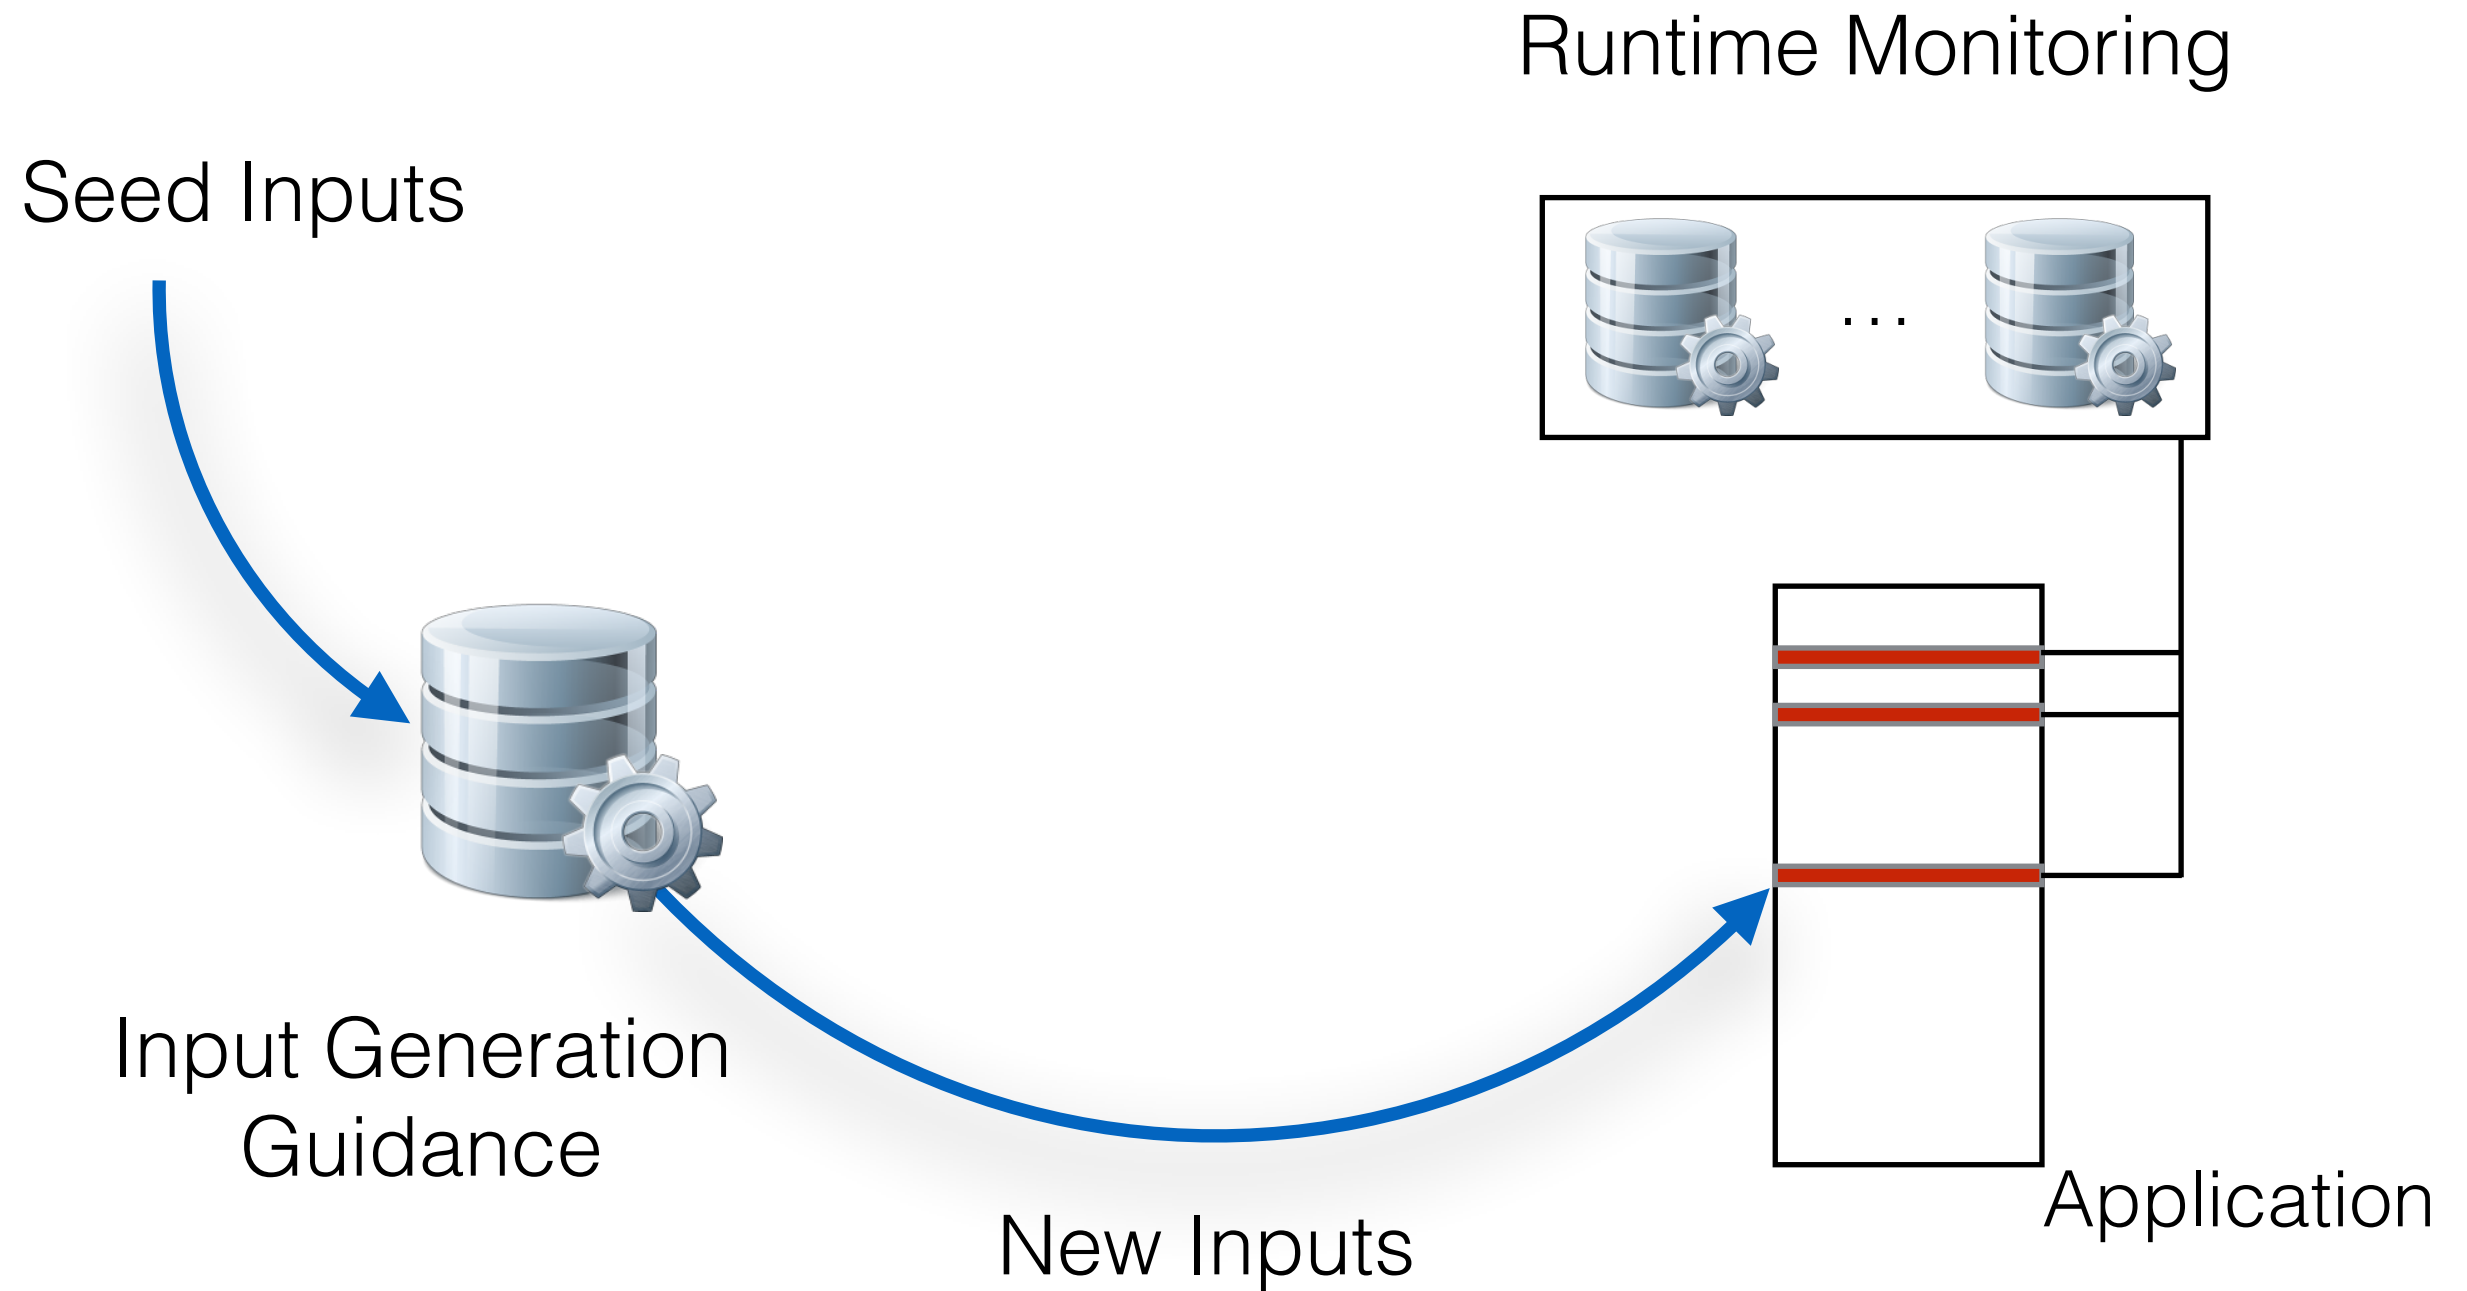 Runtime Monitoring
Seed Inputs
...
Input Generation
Guidance
New Inputs
Application